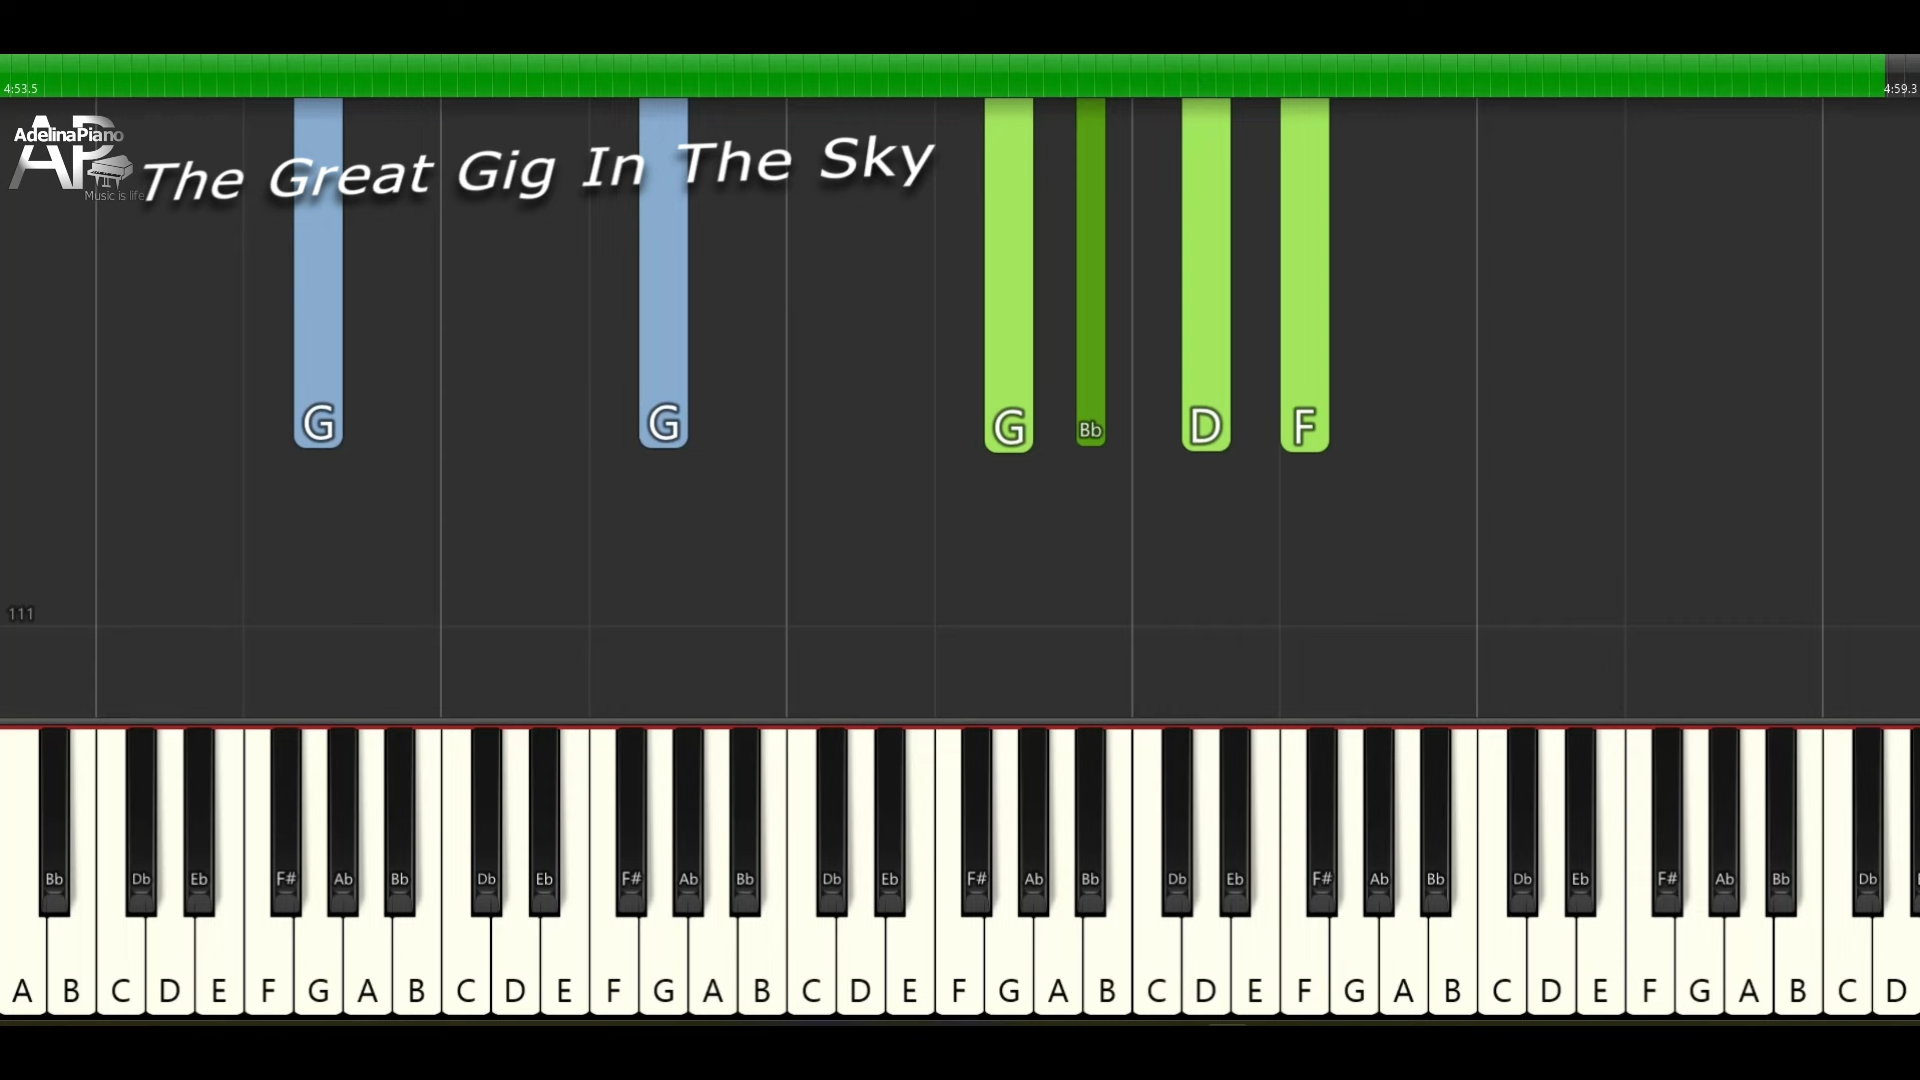 4:53.5 4:59.3
AdelinaPiano
AP
Music is life
The Great Gig In The Sky
G G G Bb D F
111
Bb Db Eb F# Ab Bb Db Eb F# Ab Bb Db Eb F# Ab Bb Db Eb F# Ab Bb Db Eb F# Ab Bb Db
A B C D E F G A B C D E F G A B C D E F G A B C D E F G A B C D E F G A B C D